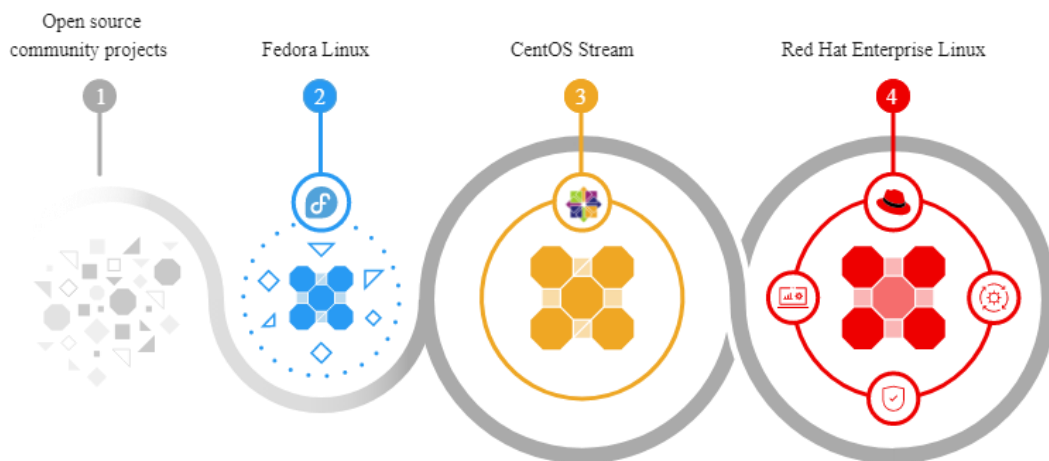 Open source
community projects
Fedora Linux
CentOS Stream
Red Hat Enterprise Linux
1
2
3
4